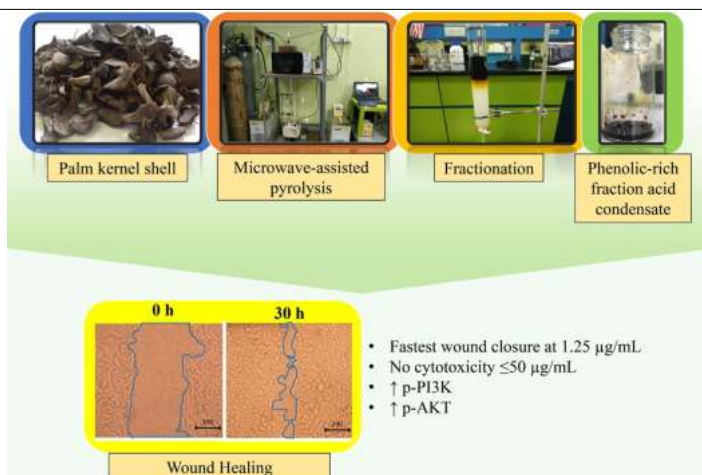 Palm kernel shell
Microwave-assisted
pyrolysis
Fractionation
Phenolic-rich
fraction acid
condensate
0 h
30 h
• Fastest wound closure at 1.25 µg/mL
• No cytotoxicity ≤50 µg/mL
• ↑ p-PI3K
• ↑ p-AKT
Wound Healing